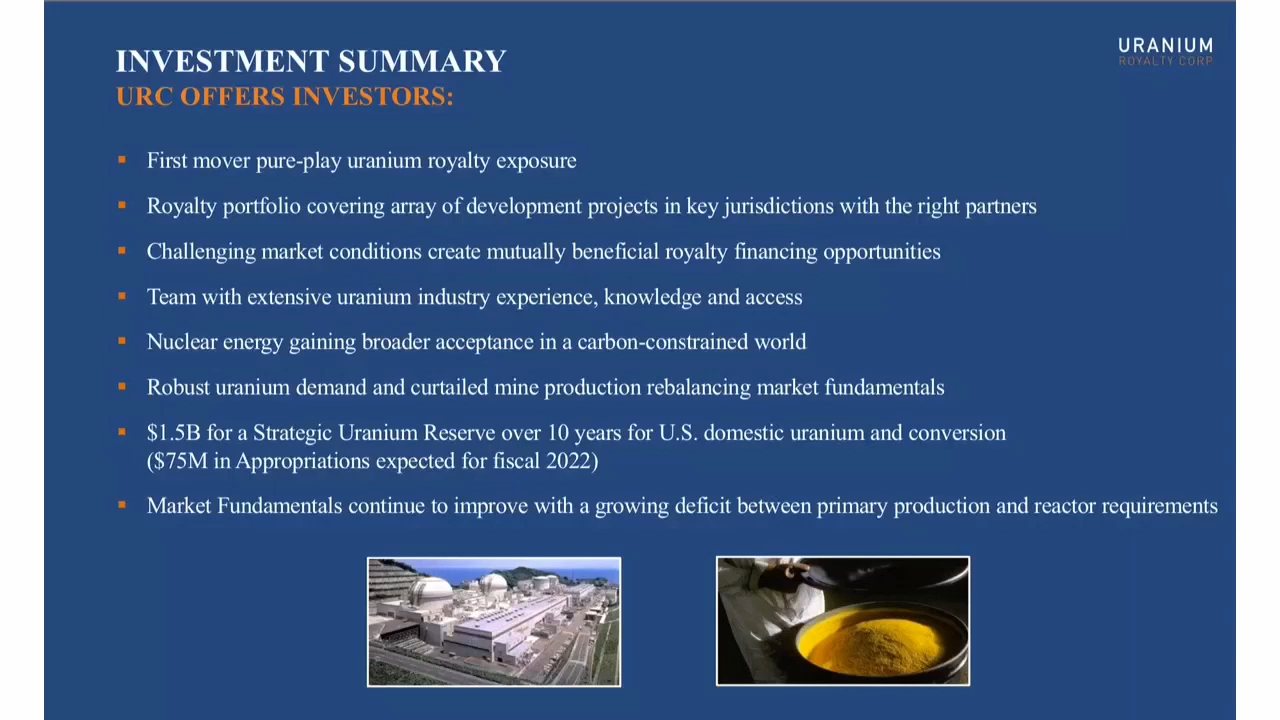 INVESTMENT SUMMARY
URC OFFERS INVESTORS:
URANIUM
ROYALTY CORP
▪ First mover pure-play uranium royalty exposure
▪ Royalty portfolio covering array of development projects in key jurisdictions with the right partners
▪ Challenging market conditions create mutually beneficial royalty financing opportunities
▪ Team with extensive uranium industry experience, knowledge and access
▪ Nuclear energy gaining broader acceptance in a carbon-constrained world
▪ Robust uranium demand and curtailed mine production rebalancing market fundamentals
▪ $1.5B for a Strategic Uranium Reserve over 10 years for U.S. domestic uranium and conversion
($75M in Appropriations expected for fiscal 2022)
▪ Market Fundamentals continue to improve with a growing deficit between primary production and reactor requirements